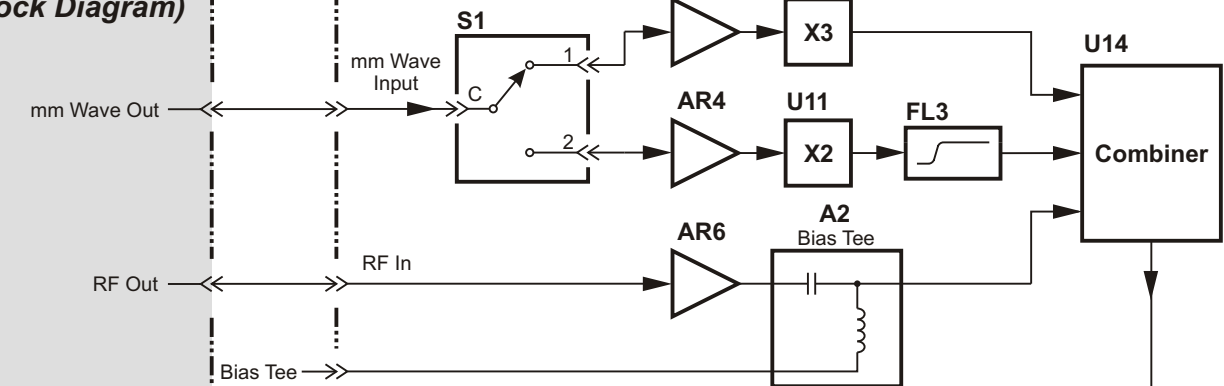 ock Diagram)
S1
X3
U14
mm Wave
Input
1
mm Wave Out
C
AR4
U11
FL3
2
X2
Combiner
A2
Bias Tee
AR6
RF In
RF Out
Bias Tee